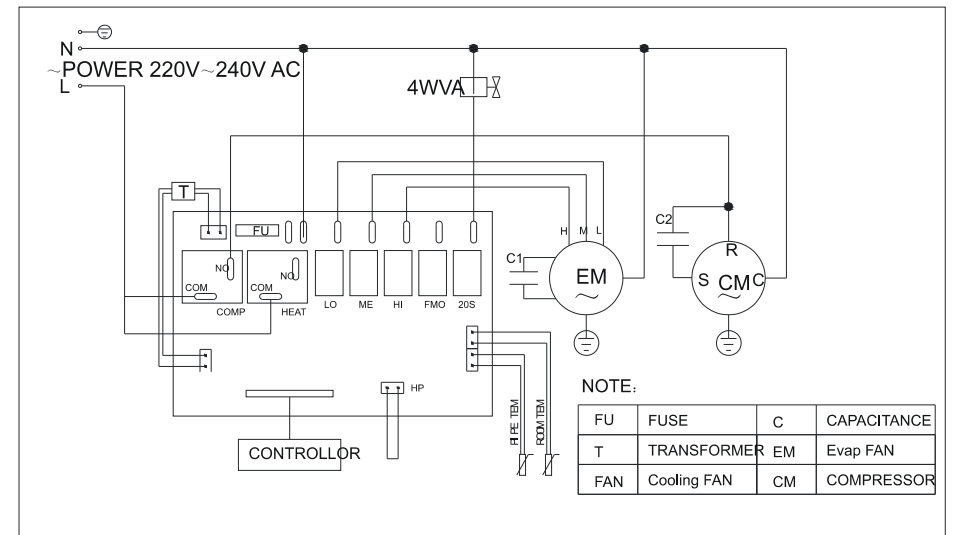 N
~POWER 220V~240V AC
L
4WVA
T
FU
NO
COM
COMP
NO
COM
HEAT
LO
ME
HI
FMO
20S
C1
H
M
L
EM
~
C2
R
S
CM
C
~
HP
CONTROLLOR
PIPE TEM
ROOM TEM
NOTE:
FU FUSE C CAPACITANCE
T TRANSFORMER EM Evap FAN
FAN Cooling FAN CM COMPRESSOR